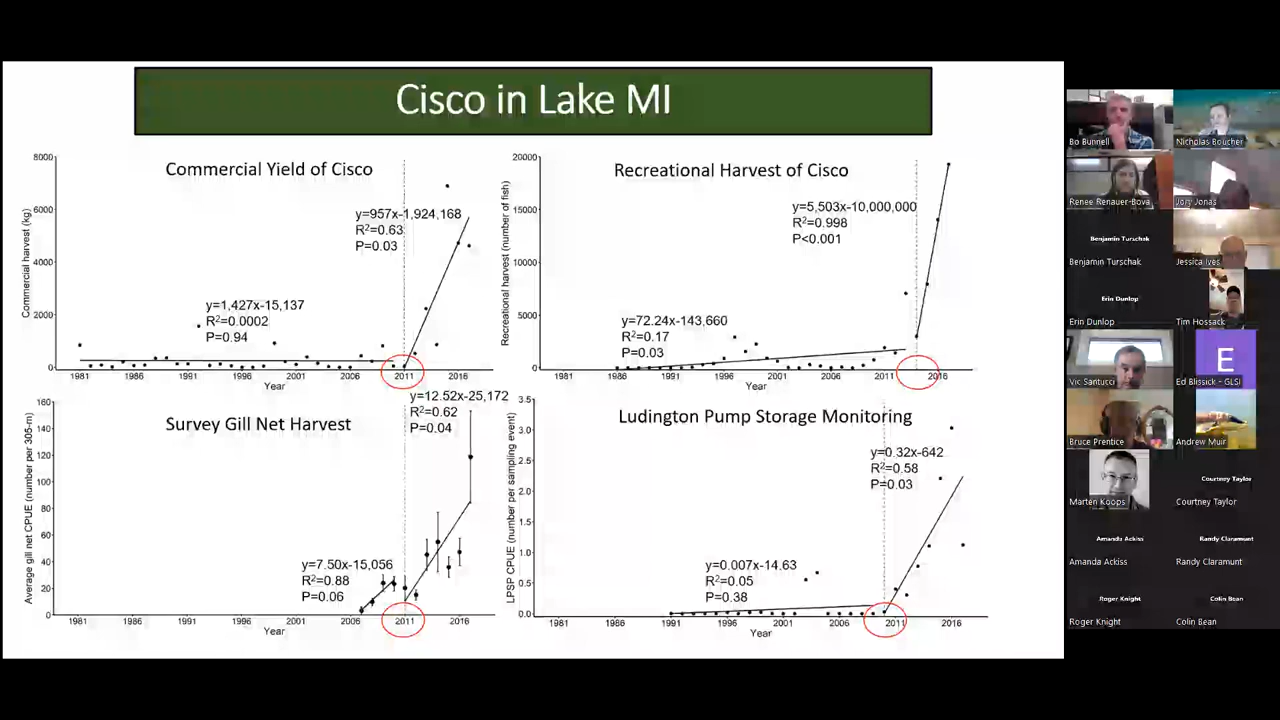 Cisco in Lake MI
Commercial Yield of Cisco
8000
6000
4000
2000
0
Commercial harvest (kg)
y=957x-1,924,168
R²=0.63
P=0.03
y=1,427x-15,137
R²=0.0002
P=0.94
1981 1986 1991 1996 2001 2006 2011 2016
Year
Recreational Harvest of Cisco
20000
15000
10000
5000
0
Recreational harvest (number of fish)
y=5,503x-10,000,000
R²=0.998
P<0.001
y=72.24x-143,660
R²=0.17
P=0.03
1981 1986 1991 1996 2001 2006 2011 2016
Year
Survey Gill Net Harvest
160
140
120
100
80
60
40
20
0
Average gill net CPUE (number per 305-m)
y=12.52x-25,172
R²=0.62
P=0.04
y=7.50x-15,056
R²=0.88
P=0.06
1981 1986 1991 1996 2001 2006 2011 2016
Year
Ludington Pump Storage Monitoring
3.5
3.0
2.5
2.0
1.5
1.0
0.5
0.0
LPSP CPUE (number per sampling event)
y=0.32x-642
R²=0.58
P=0.03
y=0.007x-14.63
R²=0.05
P=0.38
1981 1986 1991 1996 2001 2006 2011 2016
Year
Bo Bunnell
Nicholas Boucher
Renee Renauer-Bova
Jory Jonas
Benjamin Turschak
Benjamin Turschak
Jessica Ives
Erin Dunlop
Erin Dunlop
Tim Hossack
Vic Santucci
E
Ed Blissick - GLSI
Bruce Prentice
Andrew Muir
Marten Koops
Courtney Taylor
Courtney Taylor
Amanda Ackiss
Amanda Ackiss
Randy Claramunt
Randy Claramunt
Roger Knight
Roger Knight
Colin Bean
Colin Bean